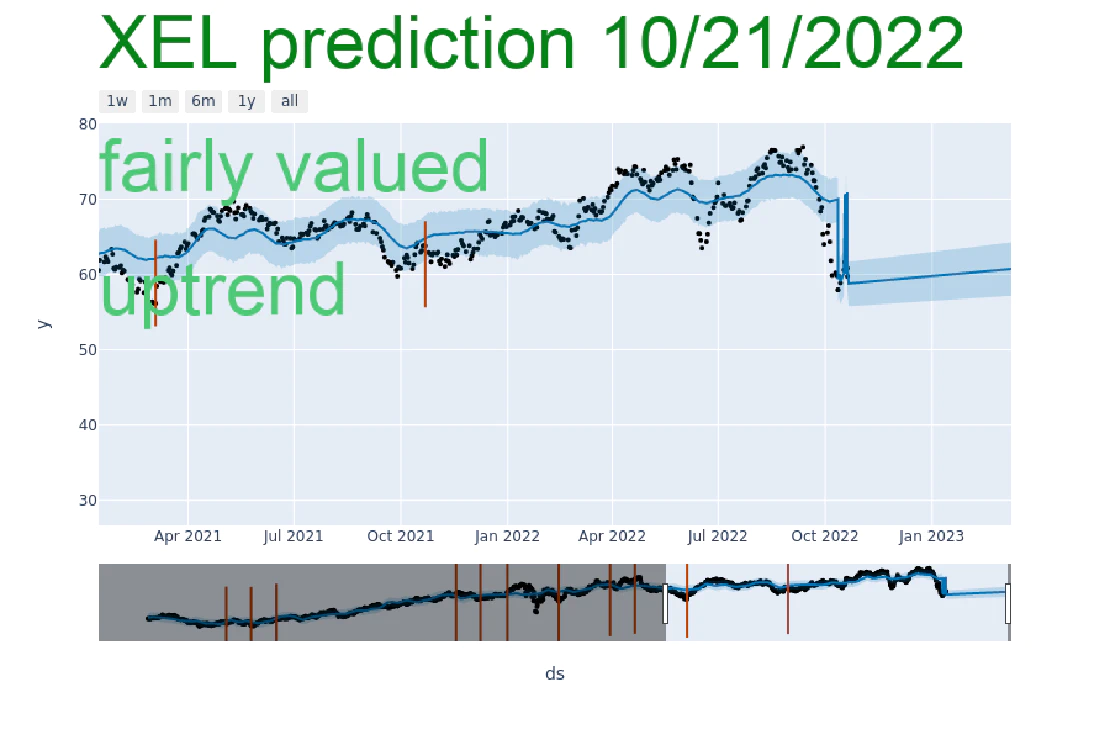 XEL prediction 10/21/2022
1w 1m 6m 1y all
80
fairly valued
70
60
uptrend
y
50
40
30
Apr 2021 Jul 2021 Oct 2021 Jan 2022 Apr 2022 Jul 2022 Oct 2022 Jan 2023
ds